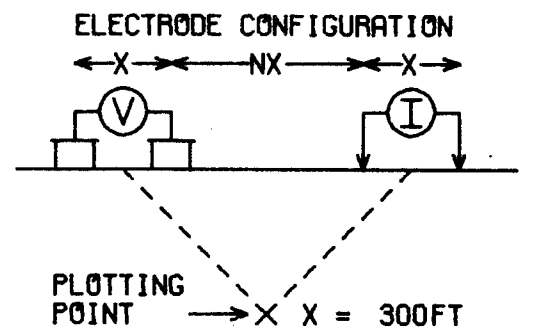 ELECTRODE CONFIGURATION
X NX X
V I
PLOTTING
POINT X X = 300FT